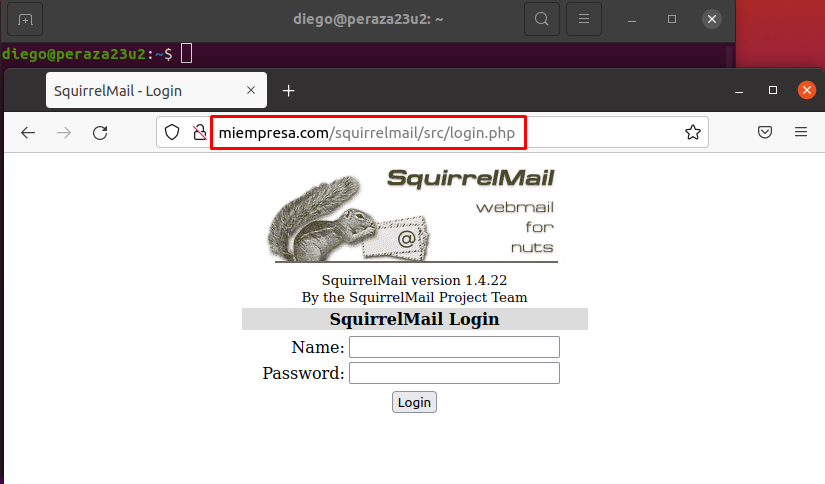 diego@peraza23u2: ~
diego@peraza23u2:~$
SquirrelMail - Login
miempresa.com/squirrelmail/src/login.php
SquirrelMail
webmail
for
nuts
@
SquirrelMail version 1.4.22
By the SquirrelMail Project Team
SquirrelMail Login
Name:
Password:
Login